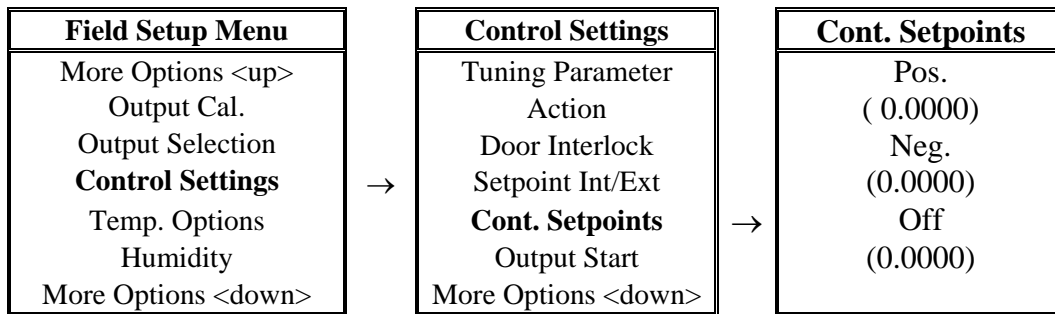 Field Setup Menu
More Options <up>
Output Cal.
Output Selection
Control Settings
Temp. Options
Humidity
More Options <down>
→
Control Settings
Tuning Parameter
Action
Door Interlock
Setpoint Int/Ext
Cont. Setpoints
Output Start
More Options <down>
→
Cont. Setpoints
Pos.
( 0.0000)
Neg.
(0.0000)
Off
(0.0000)